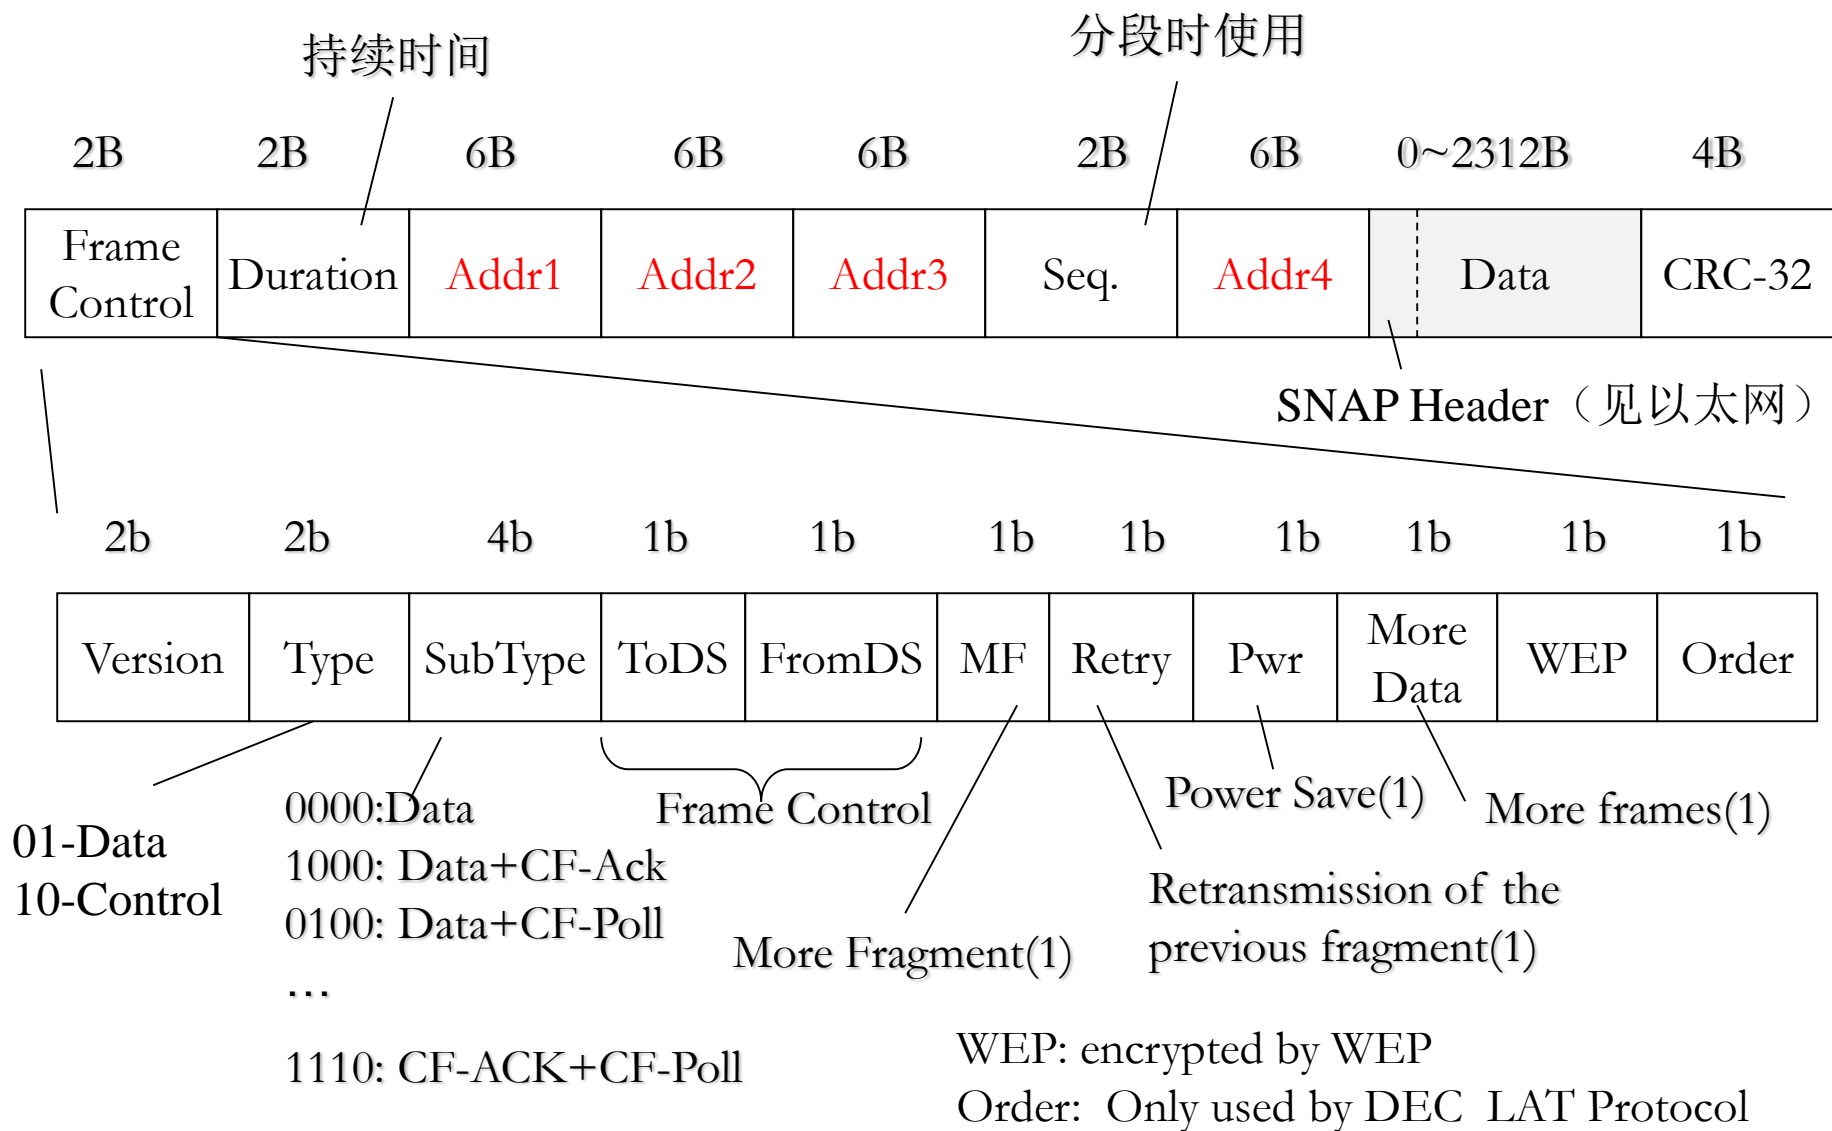 持续时间
分段时使用
2B 2B 6B 6B 6B 2B 6B 0~2312B 4B
Frame Control Duration Addr1 Addr2 Addr3 Seq. Addr4 Data CRC-32
SNAP Header（见以太网）
2b 2b 4b 1b 1b 1b 1b 1b 1b 1b 1b
Version Type SubType ToDS FromDS MF Retry Pwr More Data WEP Order
01-Data
10-Control
0000:Data
1000: Data+CF-Ack
0100: Data+CF-Poll
…
1110: CF-ACK+CF-Poll
Frame Control
More Fragment(1)
Power Save(1)
More frames(1)
Retransmission of the
previous fragment(1)
WEP: encrypted by WEP
Order: Only used by DEC LAT Protocol